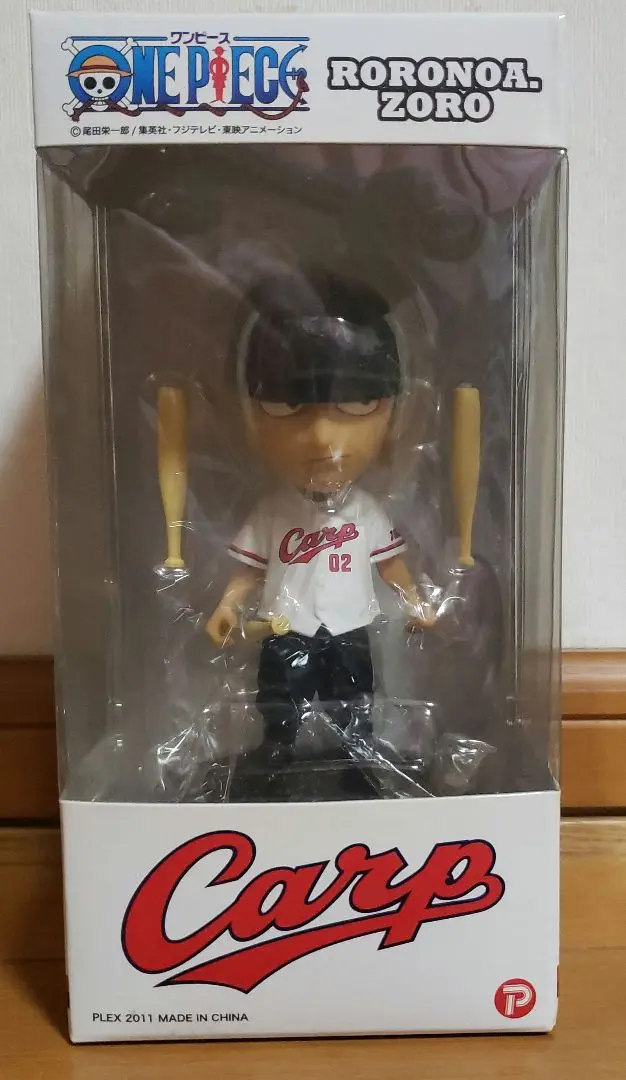 ワンピース
ONE PIECE
RORONOA.
ZORO
©尾田栄一郎/集英社・フジテレビ・東映アニメーション
Carp
02
Carp
P
PLEX 2011 MADE IN CHINA